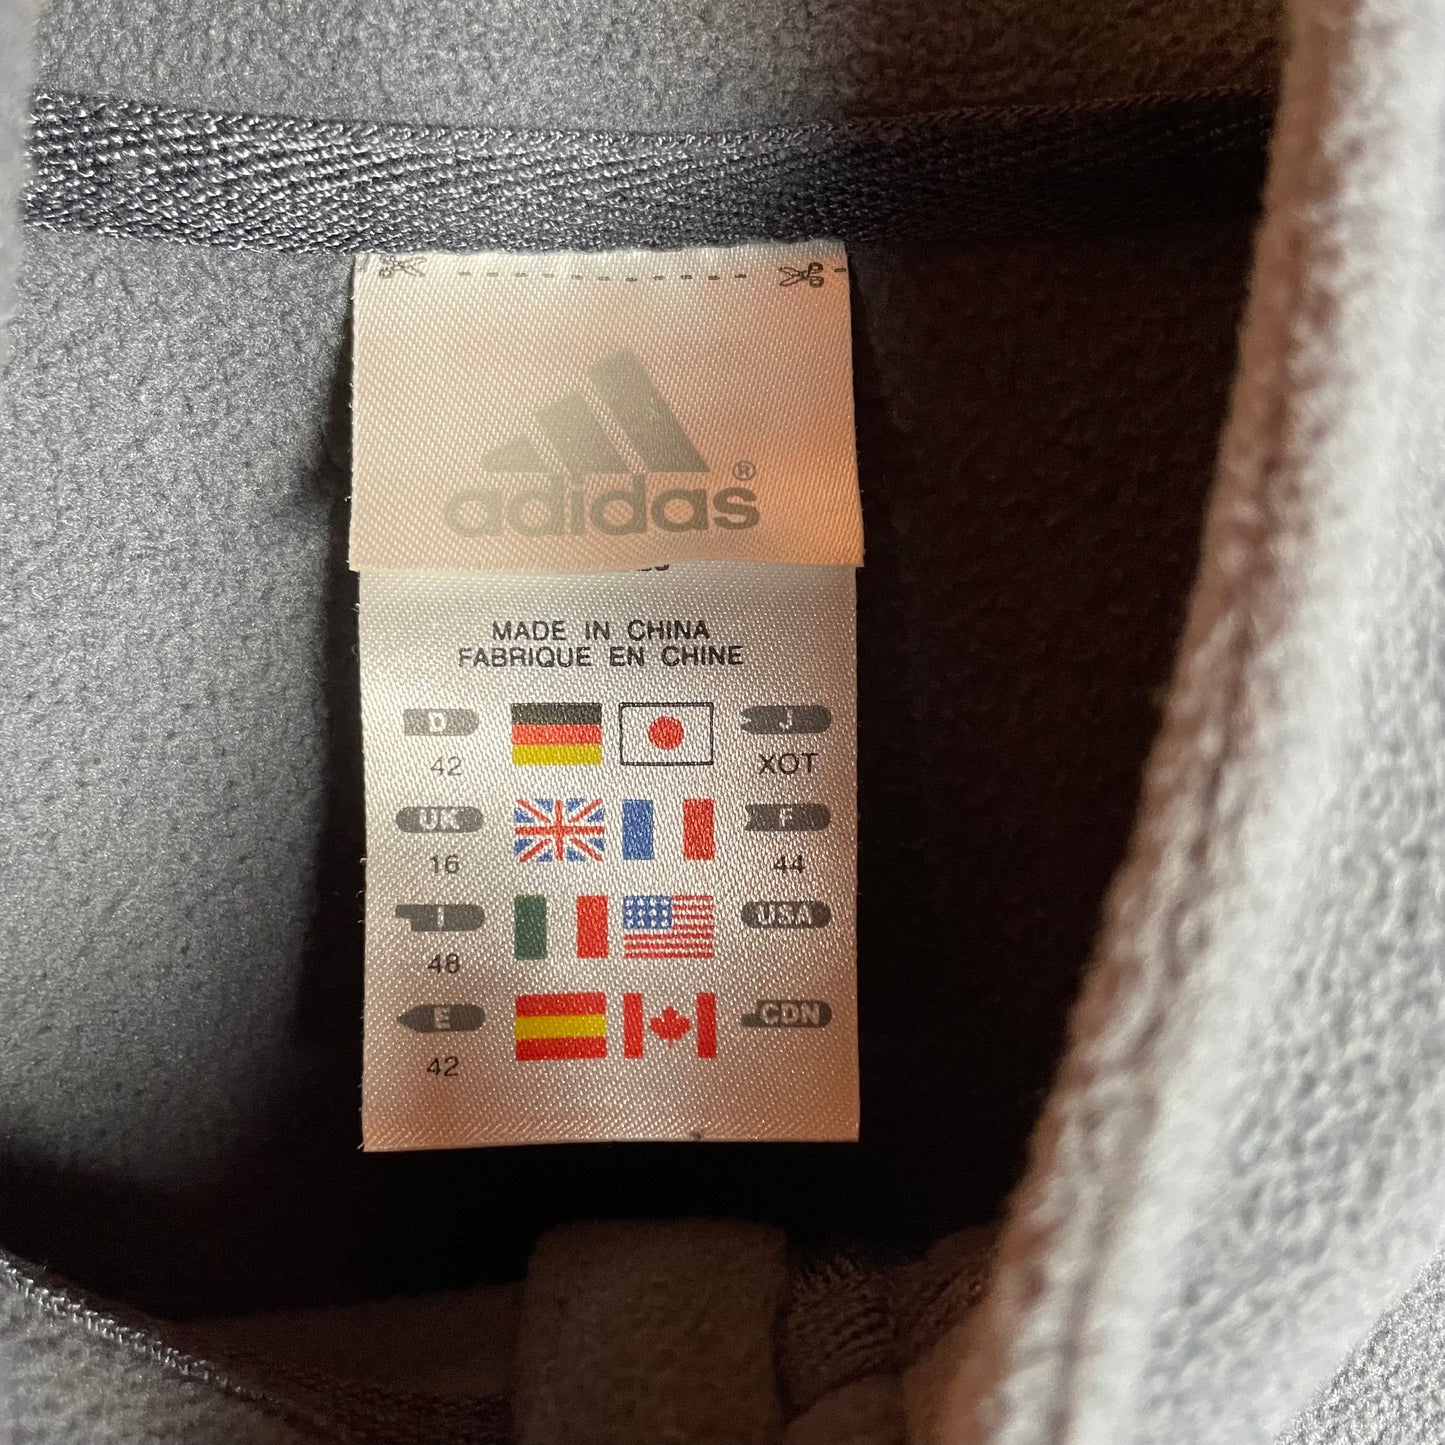 adidas®
MADE IN CHINA
FABRIQUE EN CHINE
D J
42 XOT
UK F
16 44
I USA
48
E CDN
42